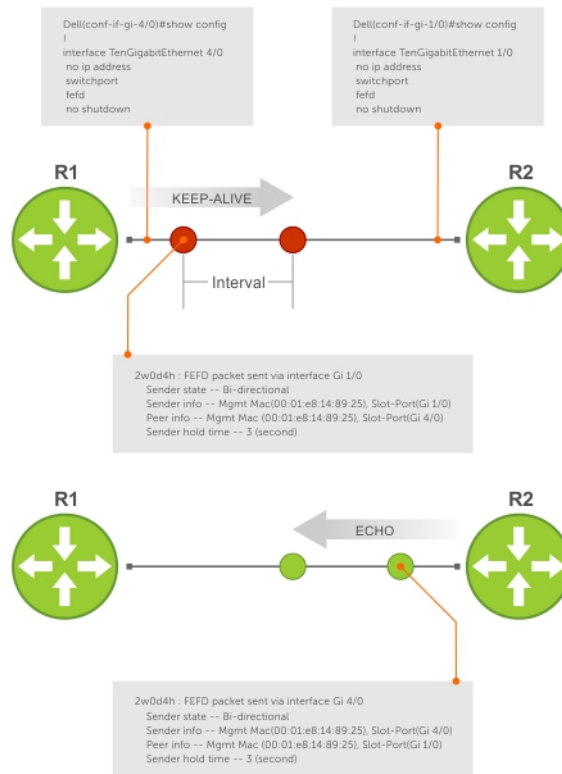 Dell(conf-if-gi-4/0)#show config
!
interface TenGigabitEthernet 4/0
no ip address
switchport
fefd
no shutdown
Dell(conf-if-gi-1/0)#show config
!
interface TenGigabitEthernet 1/0
no ip address
switchport
fefd
no shutdown
R1
R2
KEEP-ALIVE
Interval
2w0d4h : FEFD packet sent via interface Gi 1/0
Sender state -- Bi-directional
Sender info -- Mgmt Mac(00:01:e8:14:89:25), Slot-Port(Gi 1/0)
Peer info -- Mgmt Mac (00:01:e8:14:89:25), Slot-Port(Gi 4/0)
Sender hold time -- 3 (second)
R1
R2
ECHO
2w0d4h : FEFD packet sent via interface Gi 4/0
Sender state -- Bi-directional
Sender info -- Mgmt Mac(00:01:e8:14:89:25), Slot-Port(Gi 4/0)
Peer info -- Mgmt Mac (00:01:e8:14:89:25), Slot-Port(Gi 1/0)
Sender hold time -- 3 (second)